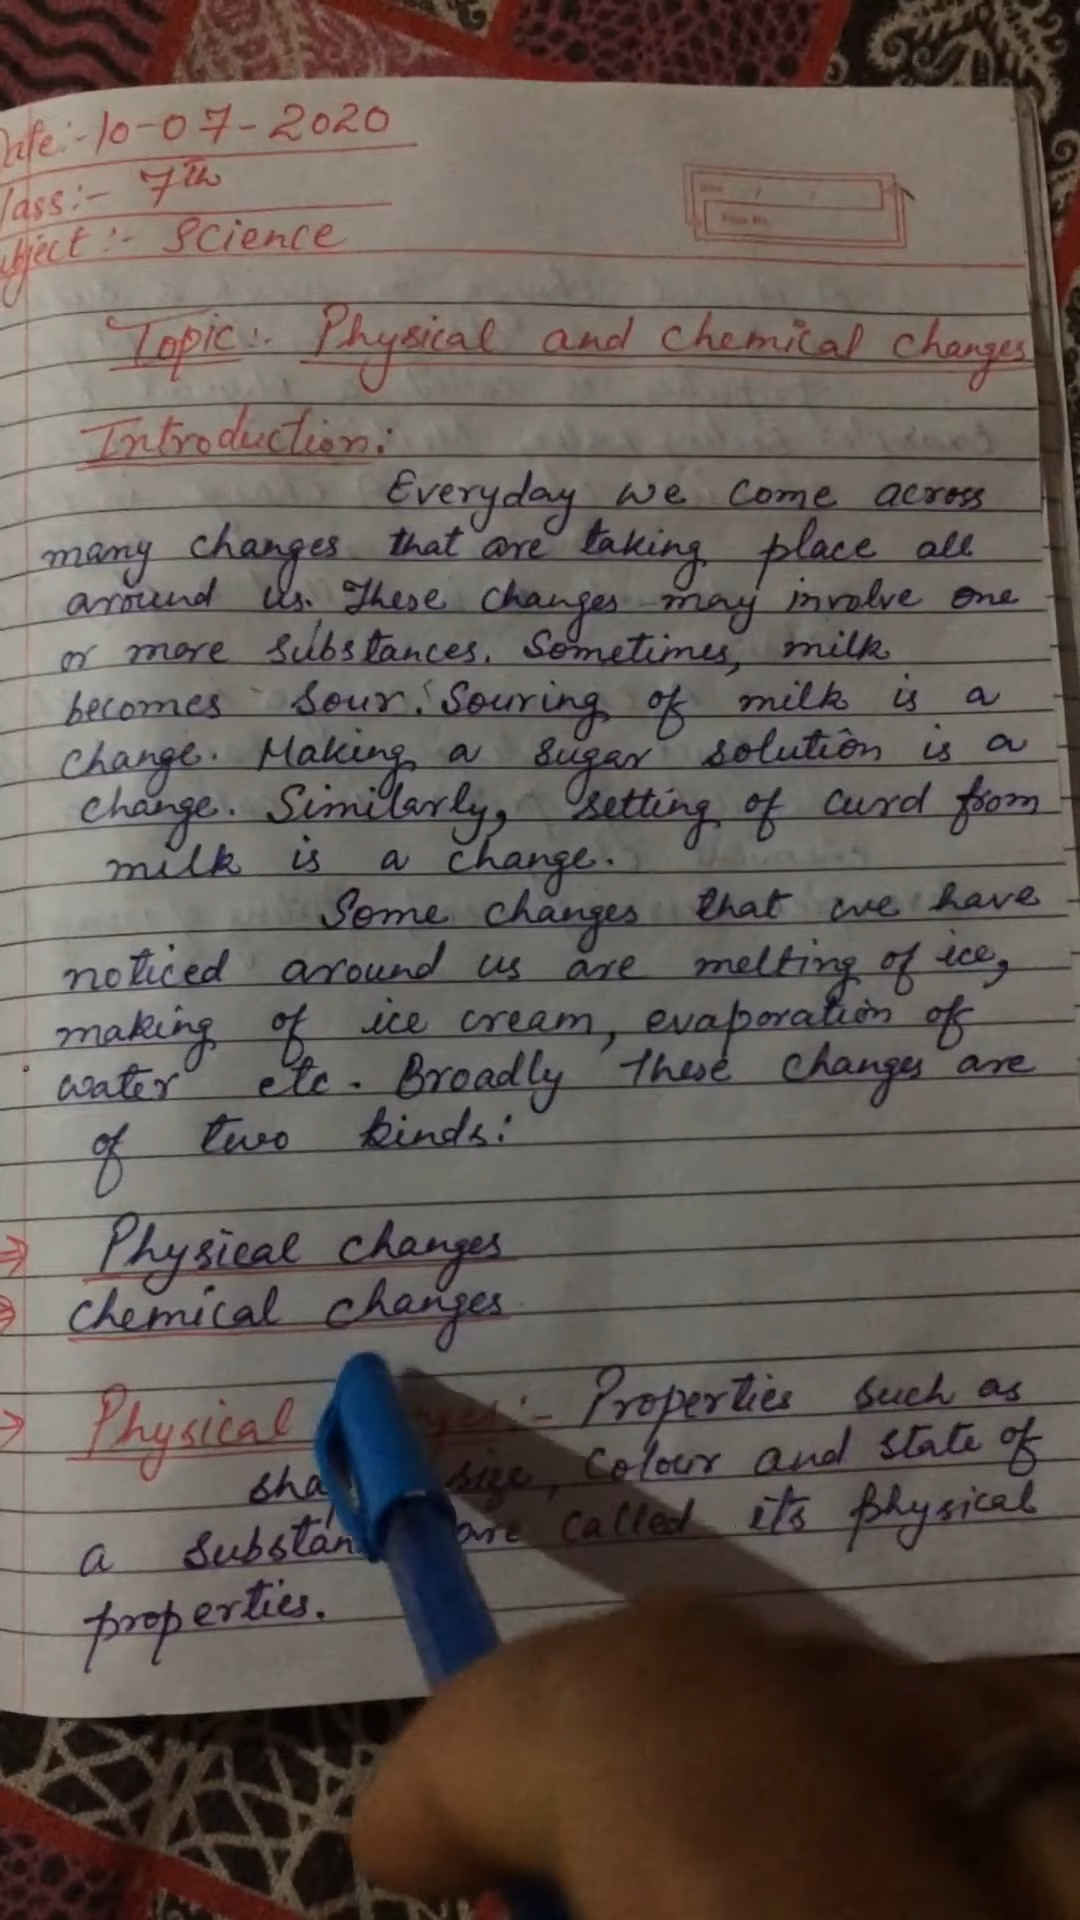 Date:-10-07-2020
Class:- 7th
Subject:- Science
Topic:. Physical and chemical changes
Introduction:
Everyday we come across
many changes that are taking place all
around us. These changes may involve one
or more substances. Sometimes, milk
becomes sour. Souring of milk is a
change. Making a sugar solution is a
change. Similarly, setting of curd from
milk is a change.
Some changes that we have
noticed around us are melting of ice,
making of ice cream, evaporation of
water etc. Broadly these changes are
of two kinds:
→ Physical changes
→ chemical changes
→ Physical :- Properties such as
size, colour and state of
a are called its physical
properties.